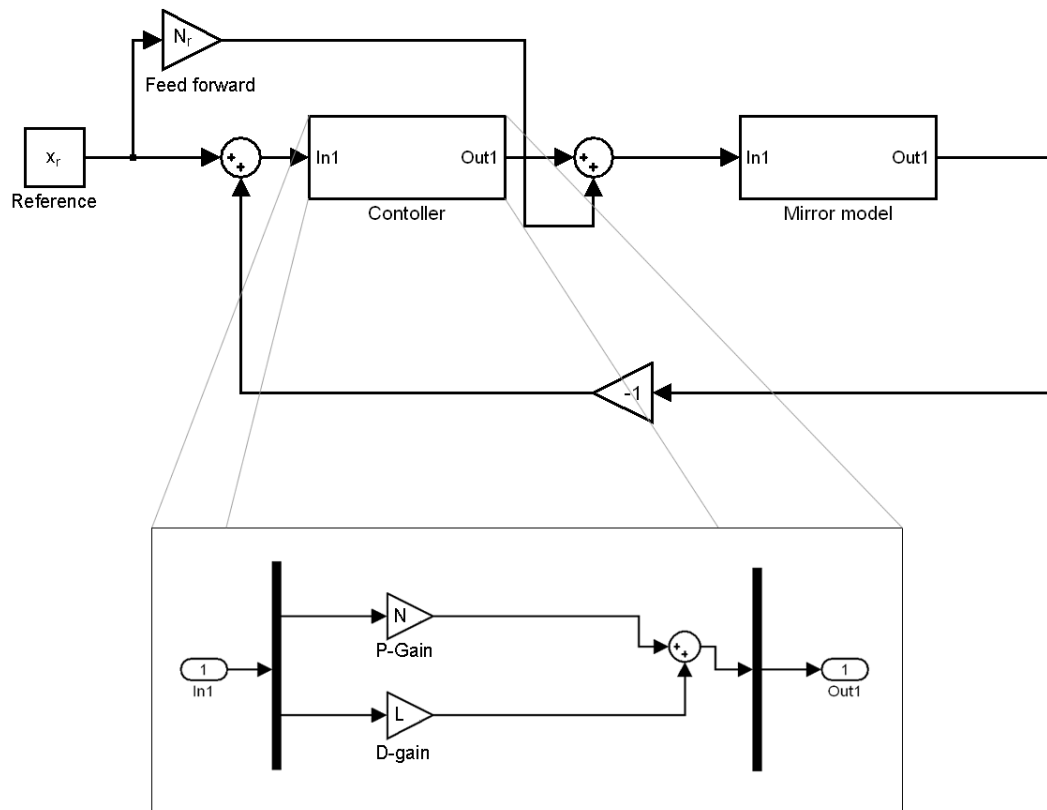 Nᵣ
Feed forward
xᵣ
Reference
+
+
In1
Out1
Contoller
+
+
In1
Out1
Mirror model
-1
N
P-Gain
+
+
1
In1
1
Out1
L
D-gain